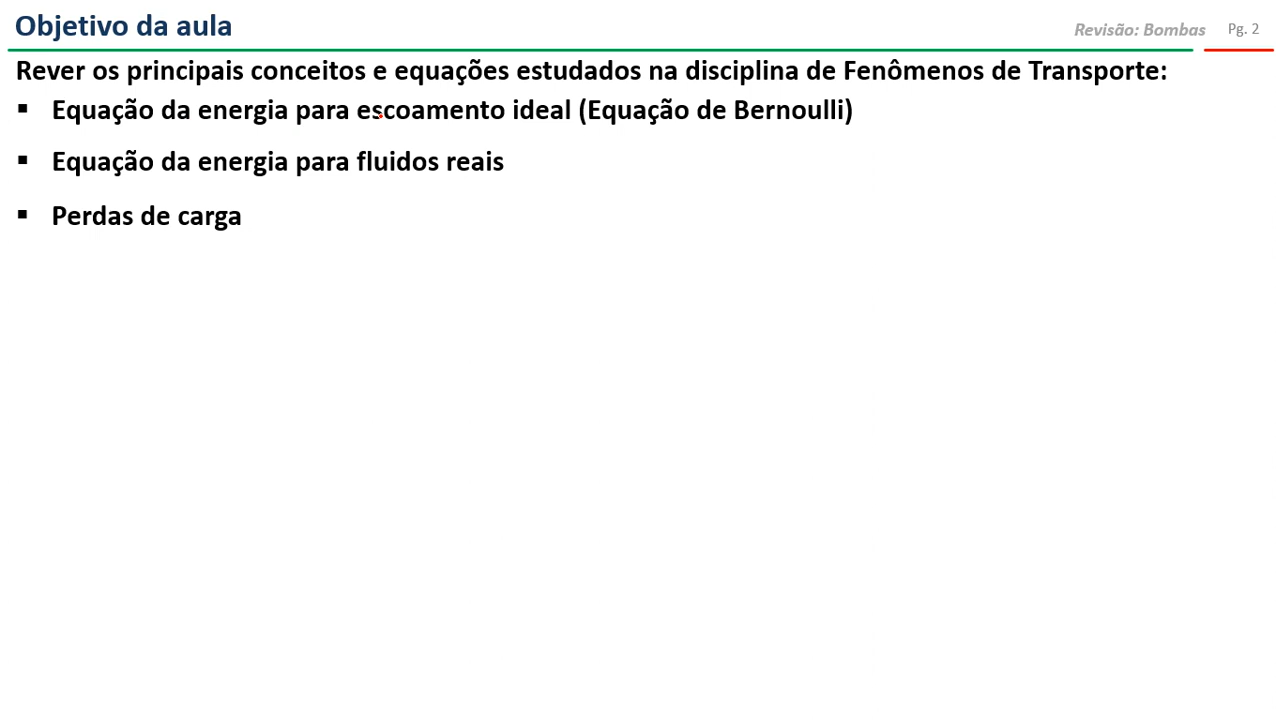 Objetivo da aula
Revisão: Bombas
Pg. 2
Rever os principais conceitos e equações estudados na disciplina de Fenômenos de Transporte:
▪ Equação da energia para escoamento ideal (Equação de Bernoulli)
▪ Equação da energia para fluidos reais
▪ Perdas de carga